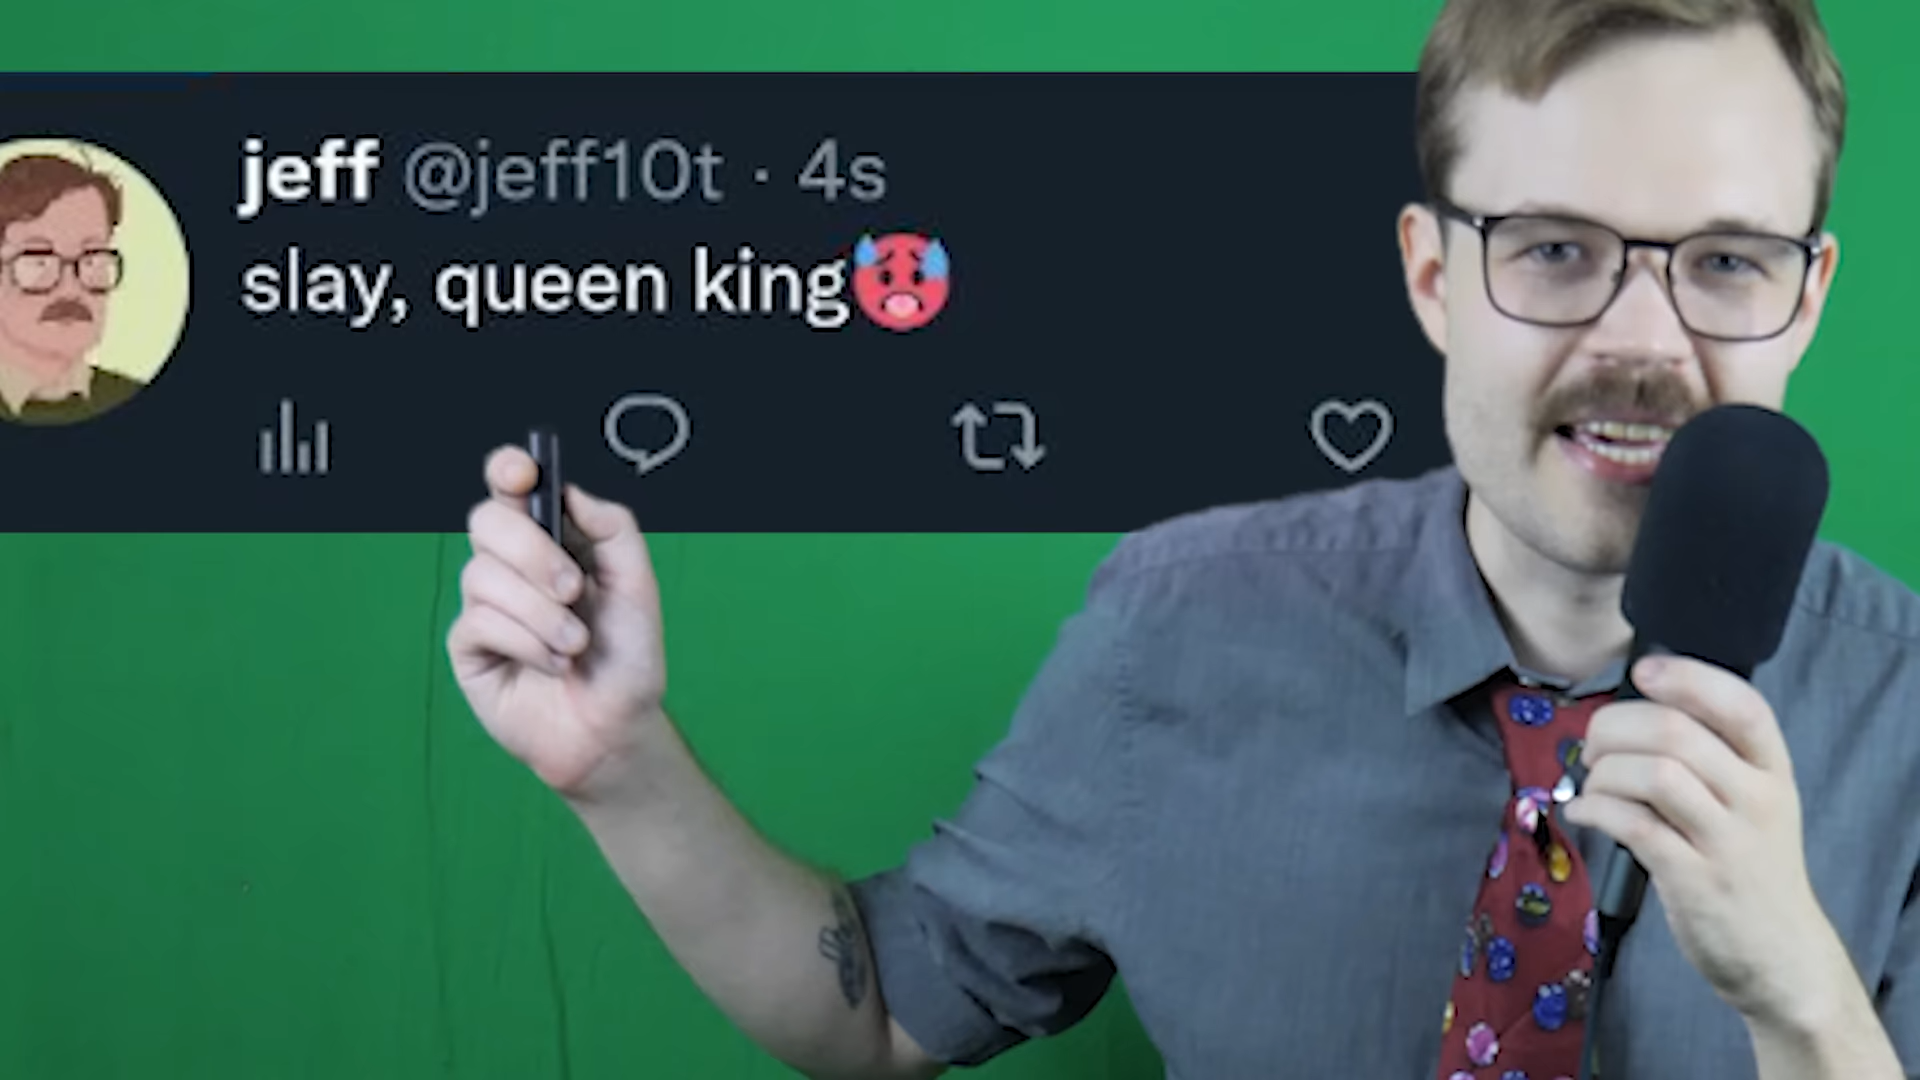 jeff @jeff10t · 4s
slay, queen king🥵